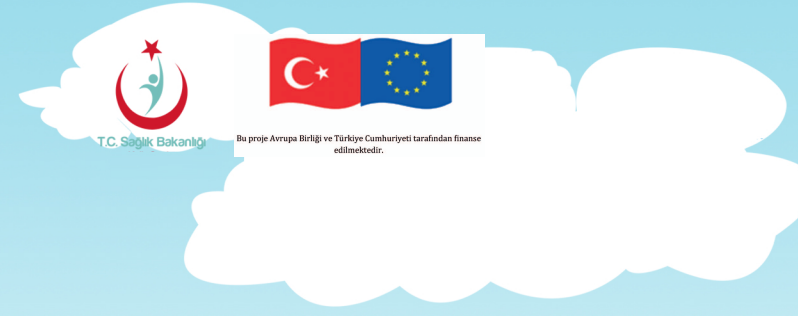 T.C. Sağlık Bakanlığı
Bu proje Avrupa Birliği ve Türkiye Cumhuriyeti tarafından finanse
edilmektedir.